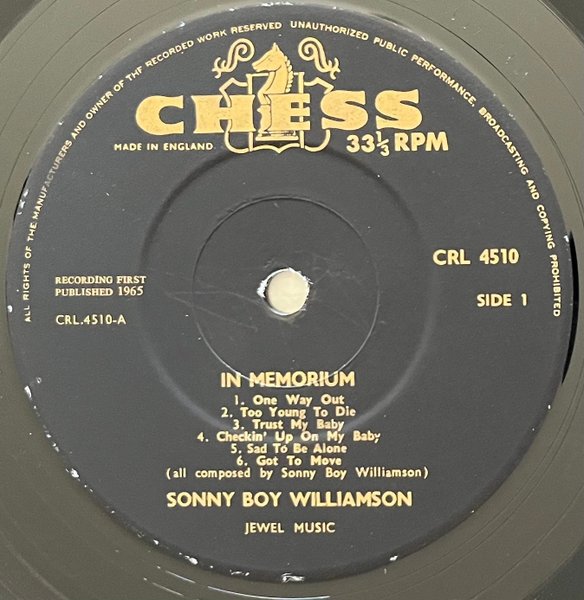 ALL RIGHTS OF THE MANUFACTURERS AND OWNER OF THE RECORDED WORK RESERVED UNAUTHORIZED PUBLIC PERFORMANCE, BROADCASTING AND COPYING PROHIBITED
CHESS
MADE IN ENGLAND
33⅓ RPM
CRL 4510
RECORDING FIRST
PUBLISHED 1965
SIDE 1
CRL.4510-A
IN MEMORIUM
1. One Way Out
2. Too Young To Die
3. Trust My Baby
4. Checkin' Up On My Baby
5. Sad To Be Alone
6. Got To Move
(all composed by Sonny Boy Williamson)
SONNY BOY WILLIAMSON
JEWEL MUSIC